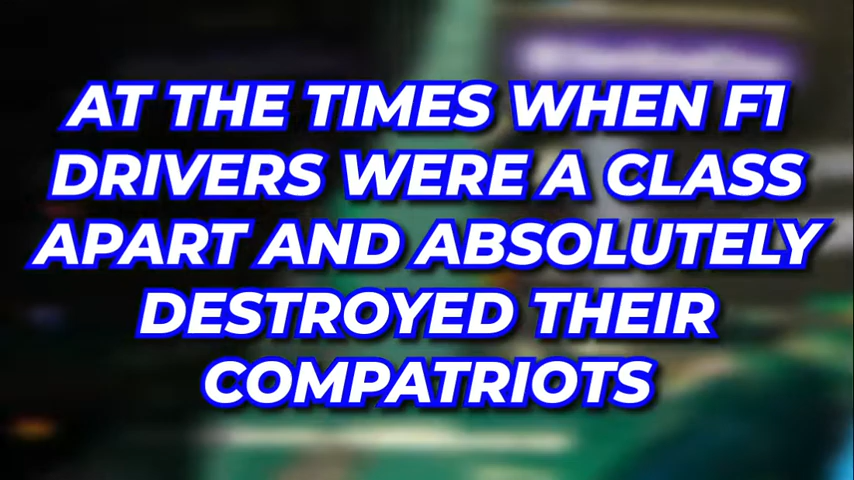 AT THE TIMES WHEN F1
DRIVERS WERE A CLASS
APART AND ABSOLUTELY
DESTROYED THEIR
COMPATRIOTS